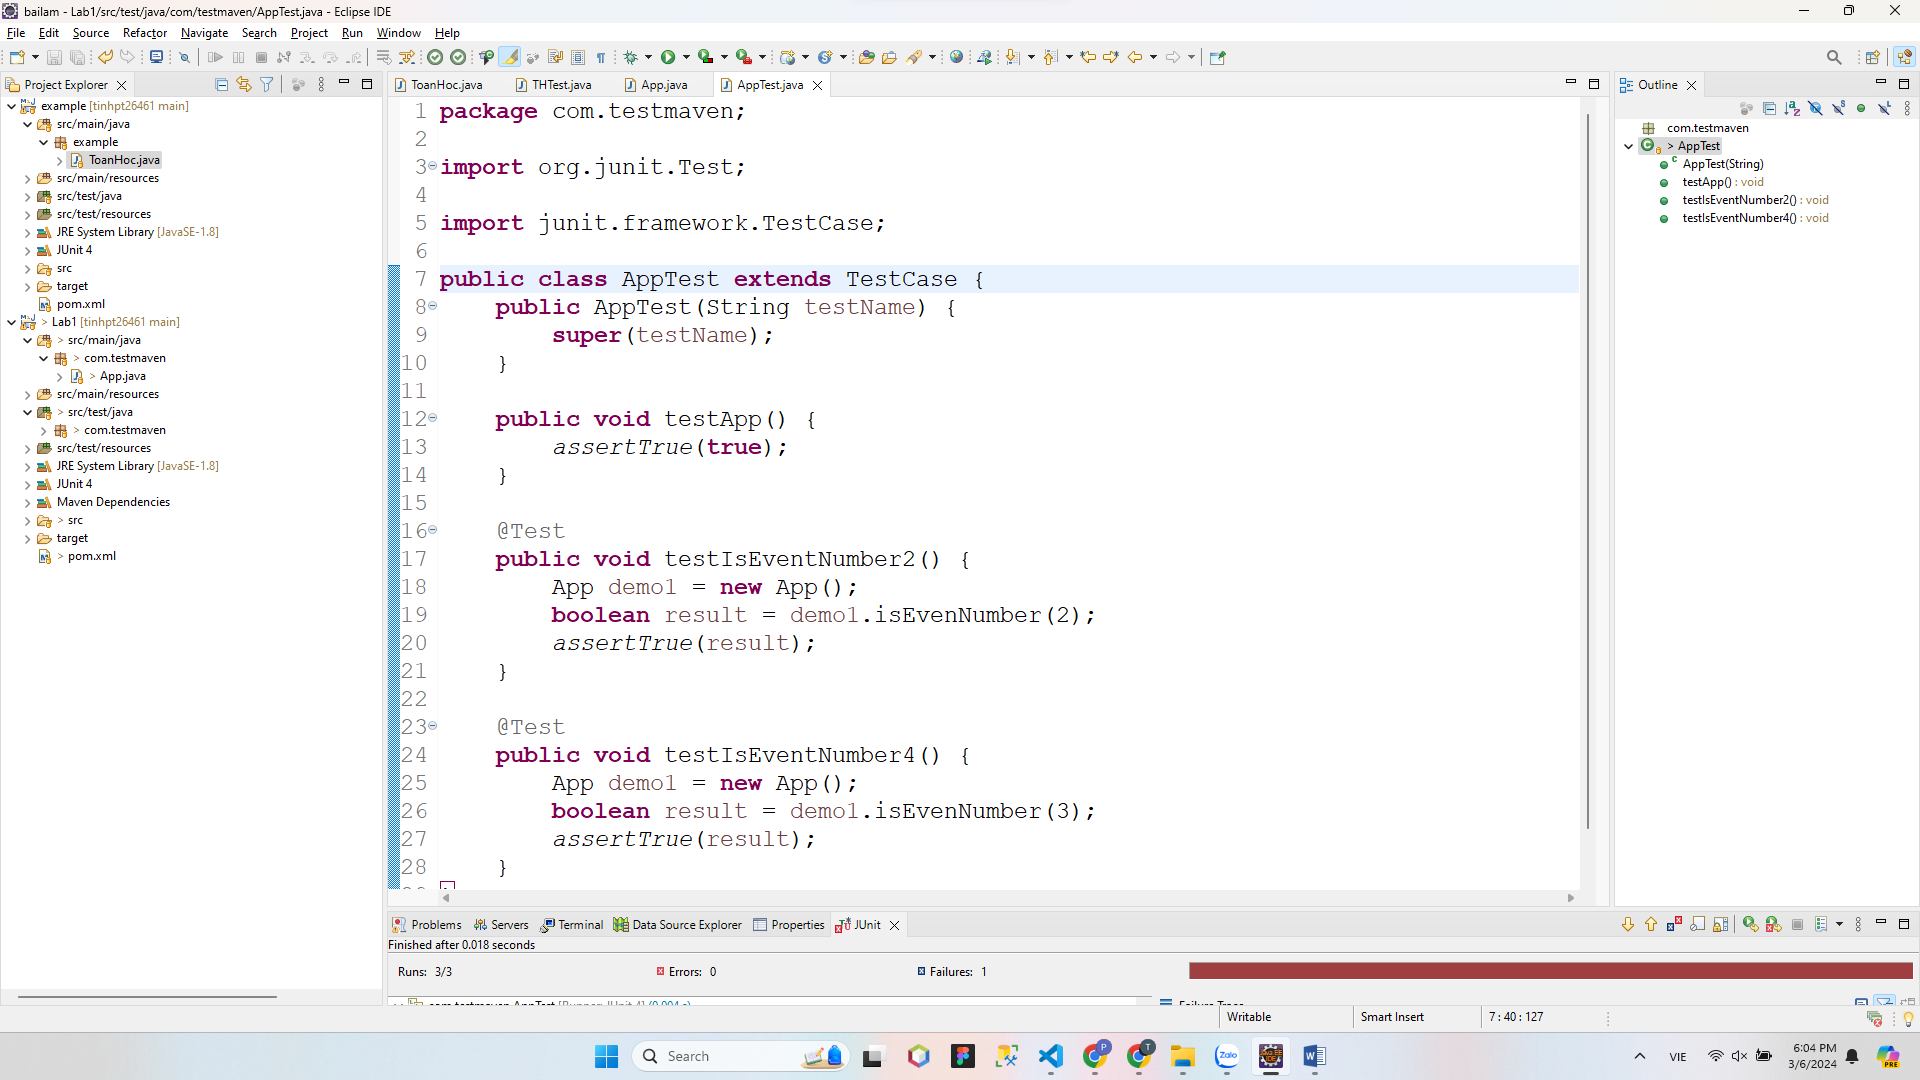 bailam - Lab1/src/test/java/com/testmaven/AppTest.java - Eclipse IDE
File Edit Source Refactor Navigate Search Project Run Window Help
Project Explorer
example [tinhpt26461 main]
src/main/java
example
ToanHoc.java
src/main/resources
src/test/java
src/test/resources
JRE System Library [JavaSE-1.8]
JUnit 4
src
target
pom.xml
> Lab1 [tinhpt26461 main]
> src/main/java
> com.testmaven
> App.java
src/main/resources
> src/test/java
> com.testmaven
src/test/resources
JRE System Library [JavaSE-1.8]
JUnit 4
Maven Dependencies
> src
target
> pom.xml
ToanHoc.java THTest.java App.java AppTest.java
1 package com.testmaven;
2
3 import org.junit.Test;
4
5 import junit.framework.TestCase;
6
7 public class AppTest extends TestCase {
8 public AppTest(String testName) {
9 super(testName);
10 }
11
12 public void testApp() {
13 assertTrue(true);
14 }
15
16 @Test
17 public void testIsEventNumber2() {
18 App demo1 = new App();
19 boolean result = demo1.isEvenNumber(2);
20 assertTrue(result);
21 }
22
23 @Test
24 public void testIsEventNumber4() {
25 App demo1 = new App();
26 boolean result = demo1.isEvenNumber(3);
27 assertTrue(result);
28 }
Outline
com.testmaven
> AppTest
AppTest(String)
testApp() : void
testIsEventNumber2() : void
testIsEventNumber4() : void
Problems Servers Terminal Data Source Explorer Properties JUnit
Finished after 0.018 seconds
Runs: 3/3 Errors: 0 Failures: 1
com.testmaven.AppTest [Runner: JUnit 4] (0.004 s)
Failure Trace
Writable Smart Insert 7 : 40 : 127
Search
Zalo
VIE
6:04 PM
3/6/2024